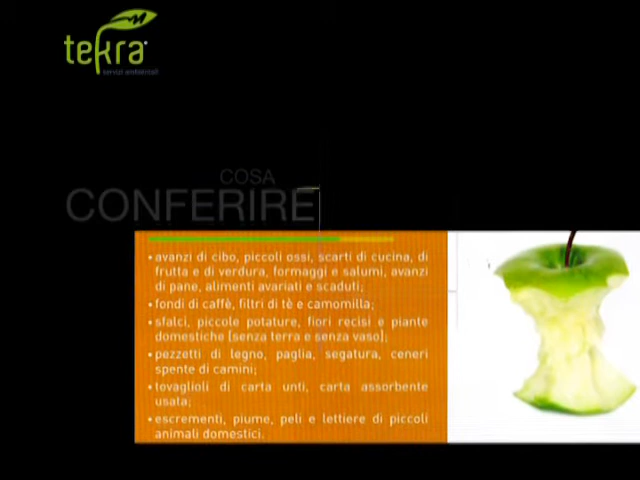 tekra
servizi ambientali
COSA
CONFERIRE
• avanzi di cibo, piccoli ossi, scarti di cucina, di
frutta e di verdura, formaggi e salumi, avanzi
di pane, alimenti avariati e scaduti;
• fondi di caffè, filtri di tè e camomilla;
• sfalci, piccole potature, fiori recisi e piante
domestiche (senza terra e senza vaso);
• pezzetti di legno, paglia, segatura, ceneri
spente di camini;
• tovaglioli di carta unti, carta assorbente
usata;
• escrementi, piume, peli e lettiere di piccoli
animali domestici.